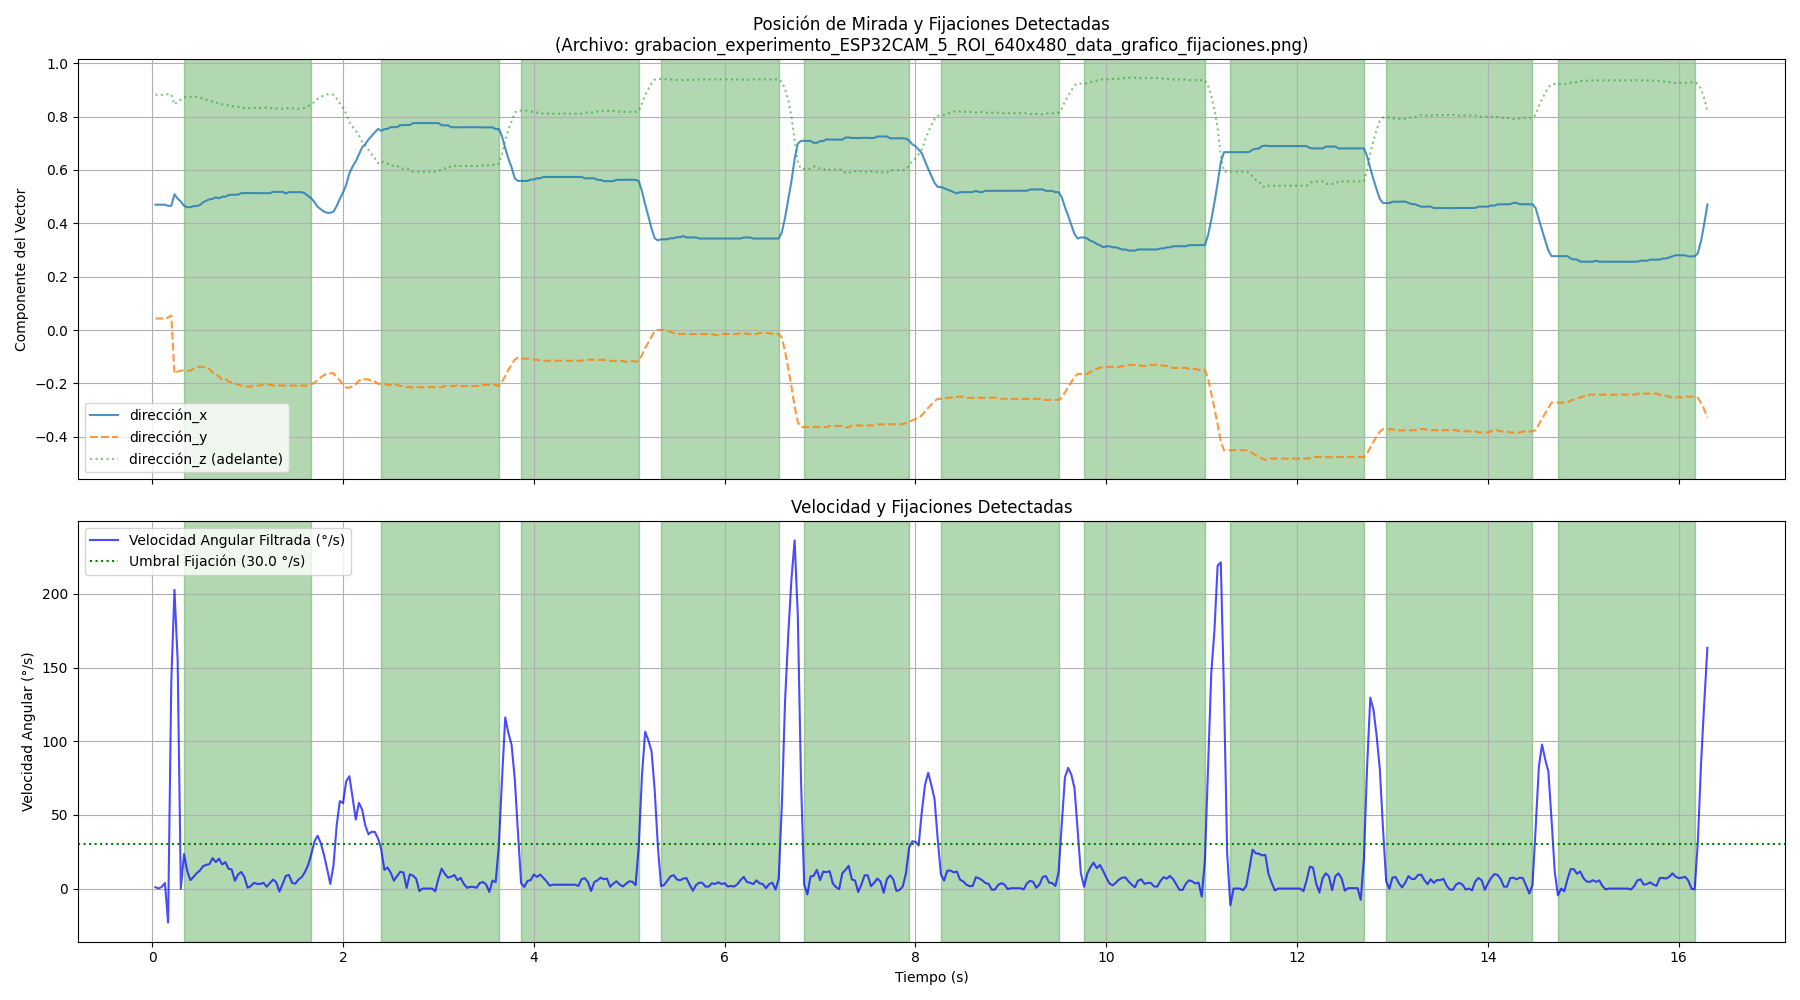 Posición de Mirada y Fijaciones Detectadas
(Archivo: grabacion_experimento_ESP32CAM_5_ROI_640x480_data_grafico_fijaciones.png)
Componente del Vector
1.0
0.8
0.6
0.4
0.2
0.0
−0.2
−0.4
dirección_x
dirección_y
dirección_z (adelante)
Velocidad y Fijaciones Detectadas
Velocidad Angular (°/s)
200
150
100
50
0
Velocidad Angular Filtrada (°/s)
Umbral Fijación (30.0 °/s)
0 2 4 6 8 10 12 14 16
Tiempo (s)